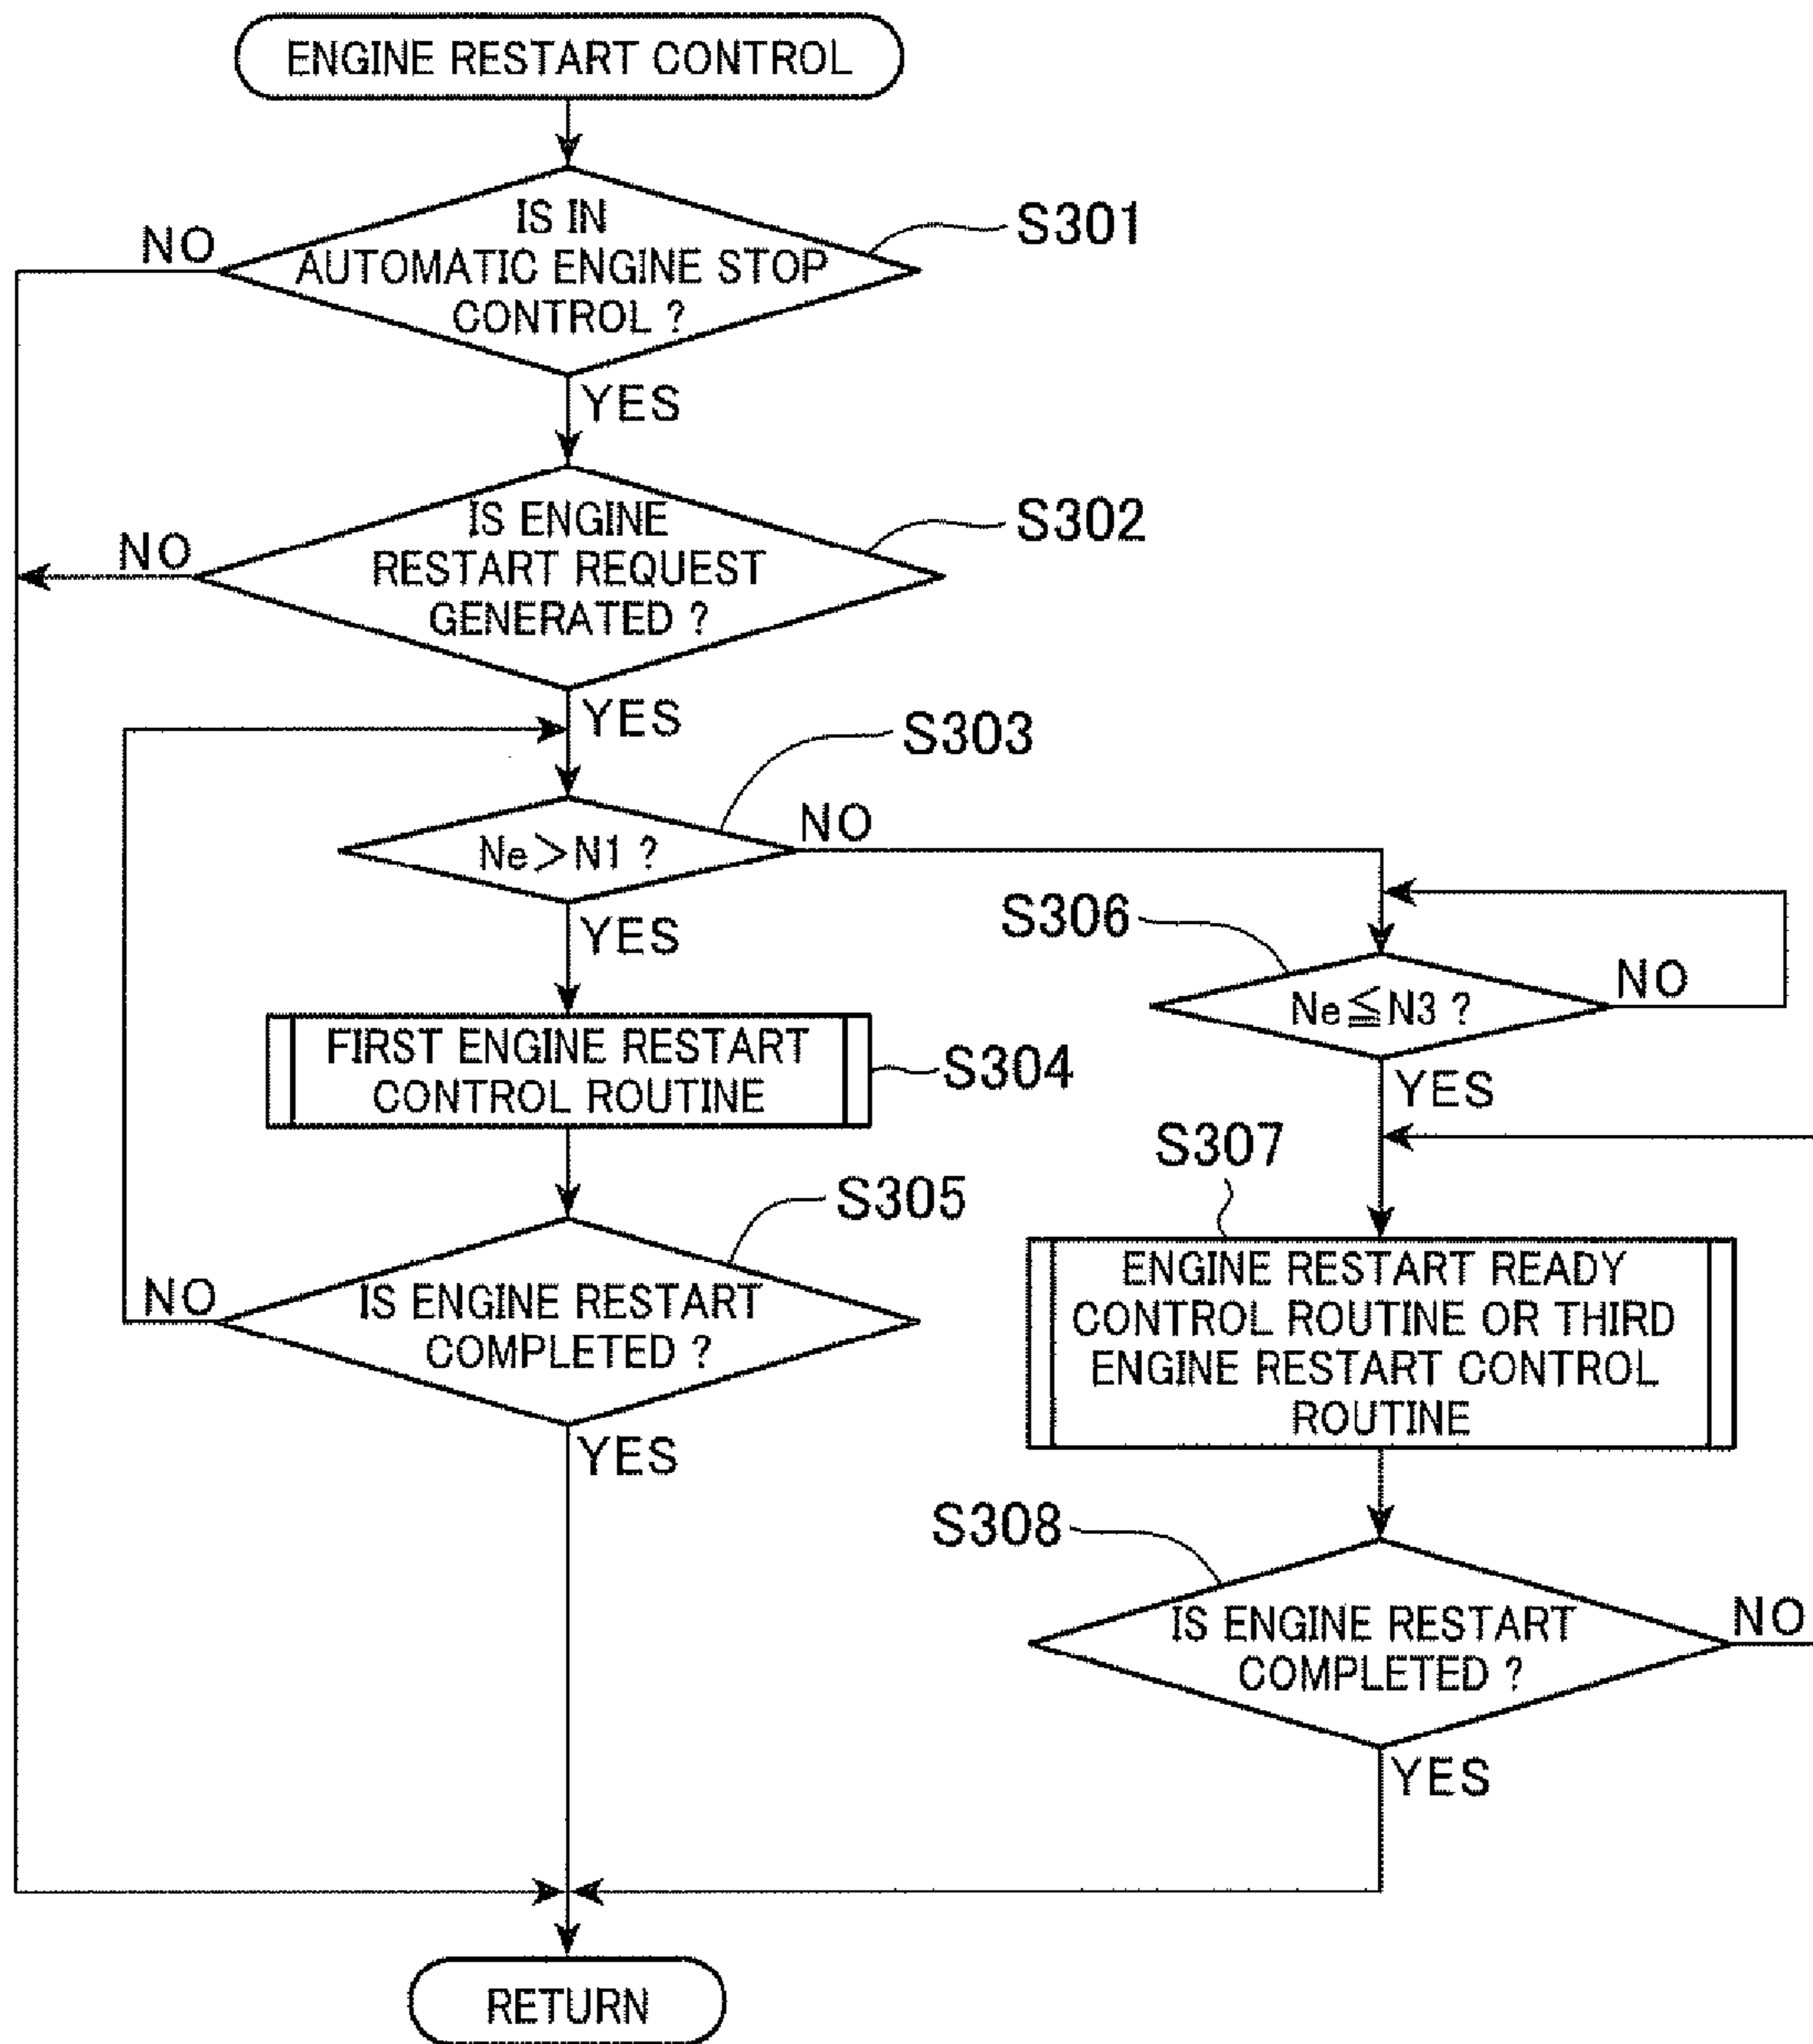 ENGINE RESTART CONTROL
IS IN
AUTOMATIC ENGINE STOP
CONTROL ?
S301
NO
YES
IS ENGINE
RESTART REQUEST
GENERATED ?
S302
NO
YES
Ne>N1 ?
S303
NO
YES
FIRST ENGINE RESTART
CONTROL ROUTINE
S304
IS ENGINE RESTART
COMPLETED ?
S305
NO
YES
S306
Ne≦N3 ?
NO
YES
S307
ENGINE RESTART READY
CONTROL ROUTINE OR THIRD
ENGINE RESTART CONTROL
ROUTINE
S308
IS ENGINE RESTART
COMPLETED ?
NO
YES
RETURN